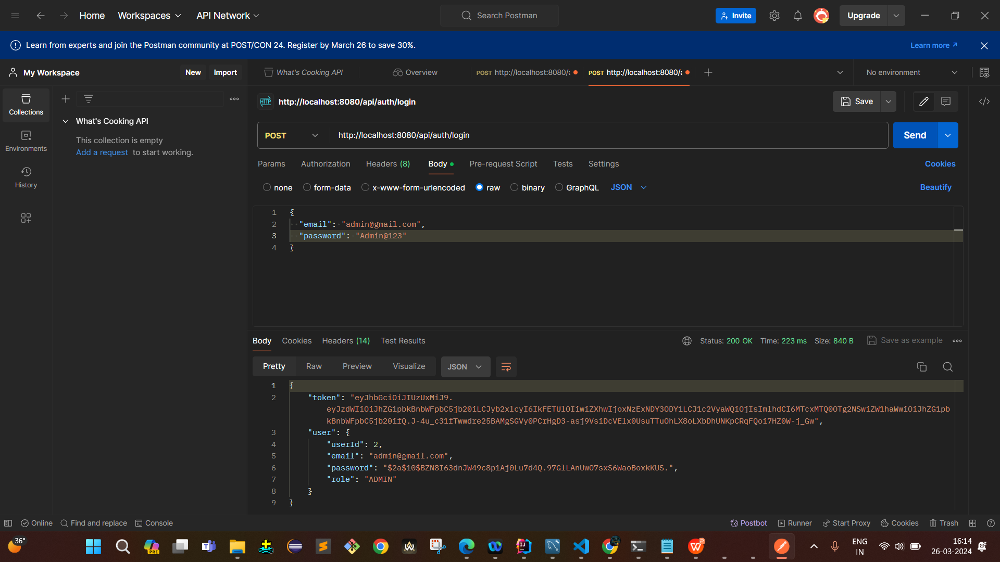 Home Workspaces API Network Search Postman Invite Upgrade
Learn from experts and join the Postman community at POST/CON 24. Register by March 26 to save 30%. Learn more
My Workspace New Import What's Cooking API Overview POST http://localhost:8080/a POST http://localhost:8080/a No environment
Collections
Environments
History
What's Cooking API
This collection is empty
Add a request to start working.
HTTP http://localhost:8080/api/auth/login Save
POST http://localhost:8080/api/auth/login Send
Params Authorization Headers (8) Body Pre-request Script Tests Settings Cookies
none form-data x-www-form-urlencoded raw binary GraphQL JSON Beautify
1 {
2 "email": "admin@gmail.com",
3 "password": "Admin@123"
4 }
Body Cookies Headers (14) Test Results Status: 200 OK Time: 223 ms Size: 840 B Save as example
Pretty Raw Preview Visualize JSON
1 {
2 "token": "eyJhbGciOiJIUzUxMiJ9.
eyJzdWIiOiJhZG1pbkBnbWFpbC5jb20iLCJyb2xlcyI6IkFETUlOIiwiZXhwIjoxNzExNDY3ODY1LCJ1c2VyaWQiOjIsImlhdCI6MTcxMTQ0OTg2NSwiZW1haWwiOiJhZG1pb
kBnbWFpbC5jb20ifQ.J-4u_c31fTwwdre25BAMgSGVy0PCrHgD3-asj9VsiDcVElx0UsuTTuOhLX8oLXbDhUNKpCRqFQoi7HZ0W-j_Gw",
3 "user": {
4 "userId": 2,
5 "email": "admin@gmail.com",
6 "password": "$2a$10$BZN8I63dnJW49c8p1Aj0Lu7d4Q.97GlLAnUwO7sxS6WaoBoxkKUS.",
7 "role": "ADMIN"
8 }
9 }
Online Find and replace Console Postbot Runner Start Proxy Cookies Trash
36° PRE ENG
IN 16:14
26-03-2024